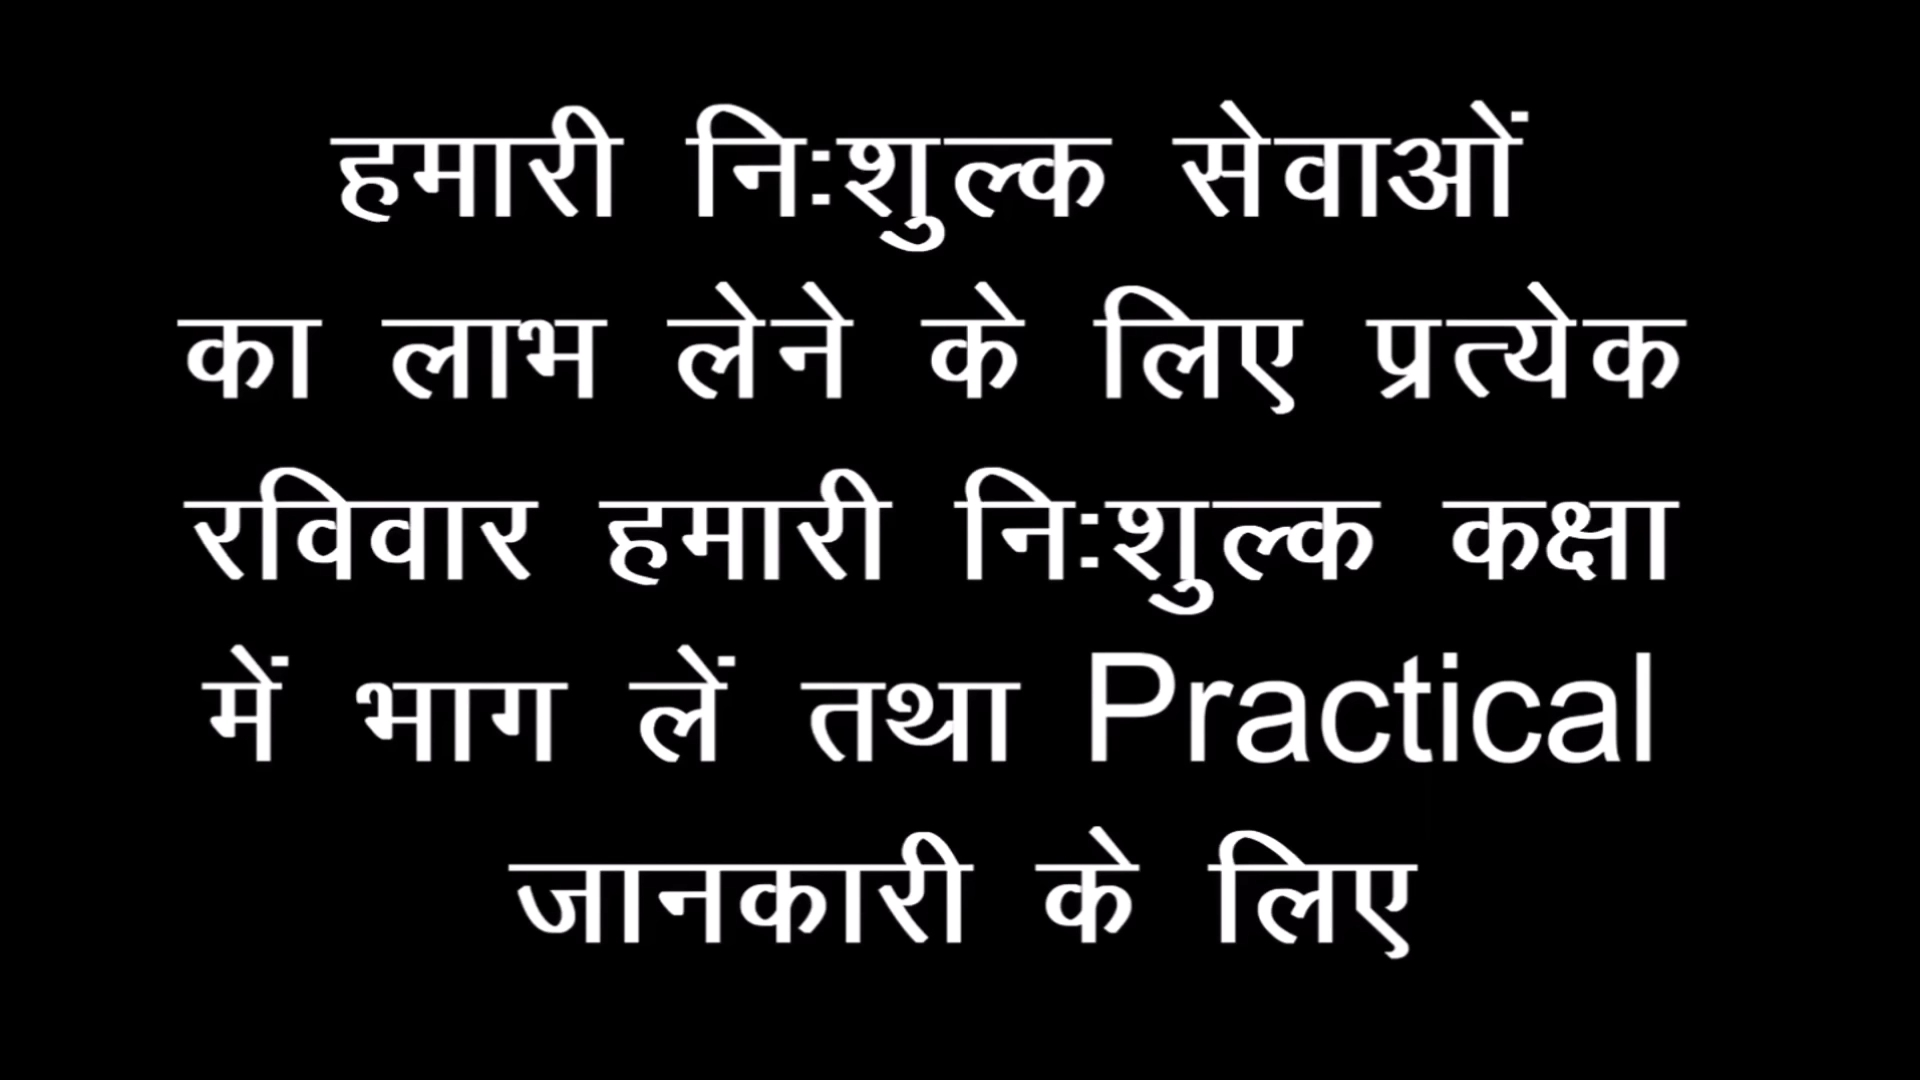 हमारी नि:शुल्क सेवाओं
का लाभ लेने के लिए प्रत्येक
रविवार हमारी नि:शुल्क कक्षा
में भाग लें तथा Practical
जानकारी के लिए